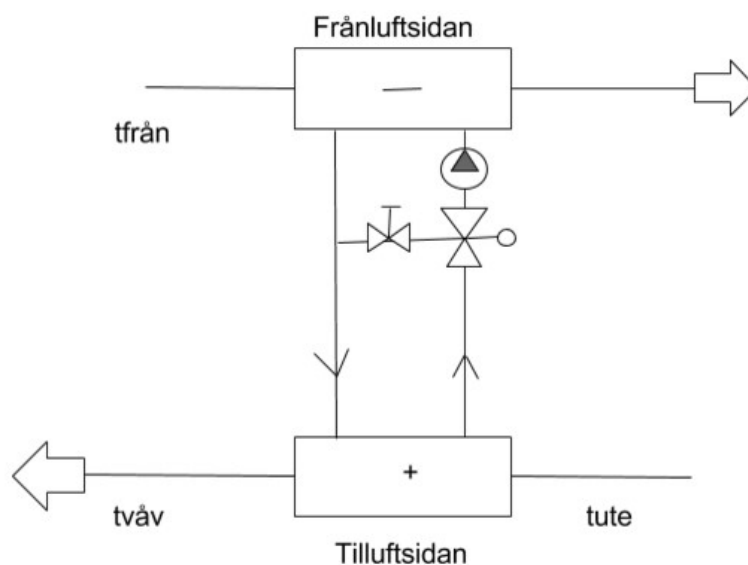 Frånluftsidan
—
tfrån
+
tvåv
tute
Tilluftsidan